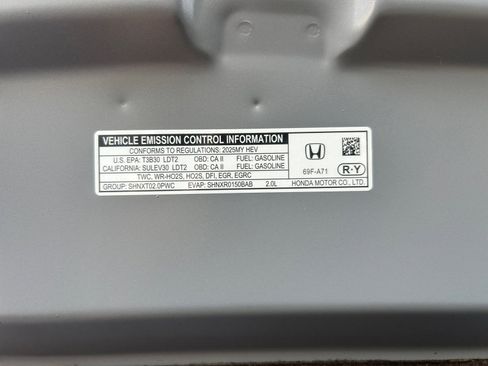 VEHICLE EMISSION CONTROL INFORMATION
CONFORMS TO REGULATIONS: 2025MY HEV
U.S. EPA: T3B30 LDT2 OBD: CA II FUEL: GASOLINE
CALIFORNIA: SULEV30 LDT2 OBD: CA II FUEL: GASOLINE
TWC, WR-HO2S, HO2S, DFI, EGR, EGRC
GROUP: SHNXT02.0PWC EVAP: SHNXR0150BAB 2.0L
69F-A71
R·Y
HONDA MOTOR CO., LTD.